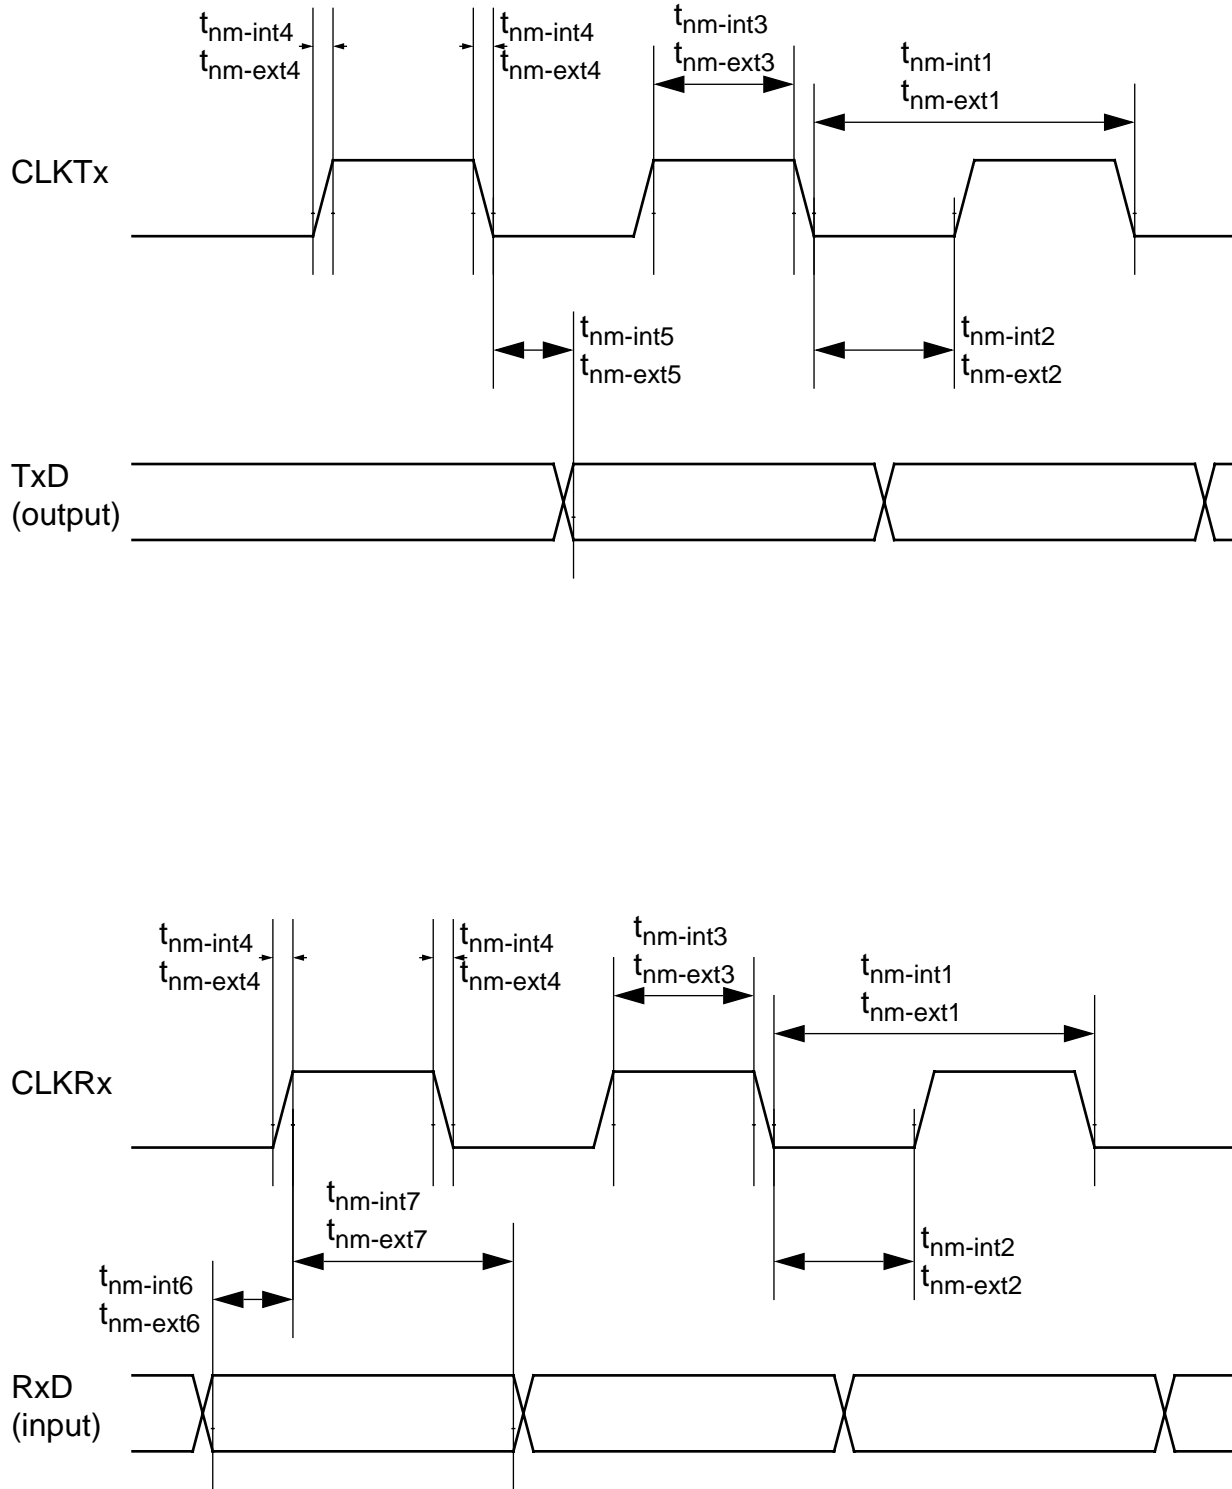 tnm-int4
tnm-ext4
tnm-int4
tnm-ext4
tnm-int3
tnm-ext3
tnm-int1
tnm-ext1
CLKTx
tnm-int5
tnm-ext5
tnm-int2
tnm-ext2
TxD
(output)
tnm-int4
tnm-ext4
tnm-int4
tnm-ext4
tnm-int3
tnm-ext3
tnm-int1
tnm-ext1
CLKRx
tnm-int7
tnm-ext7
tnm-int2
tnm-ext2
tnm-int6
tnm-ext6
RxD
(input)